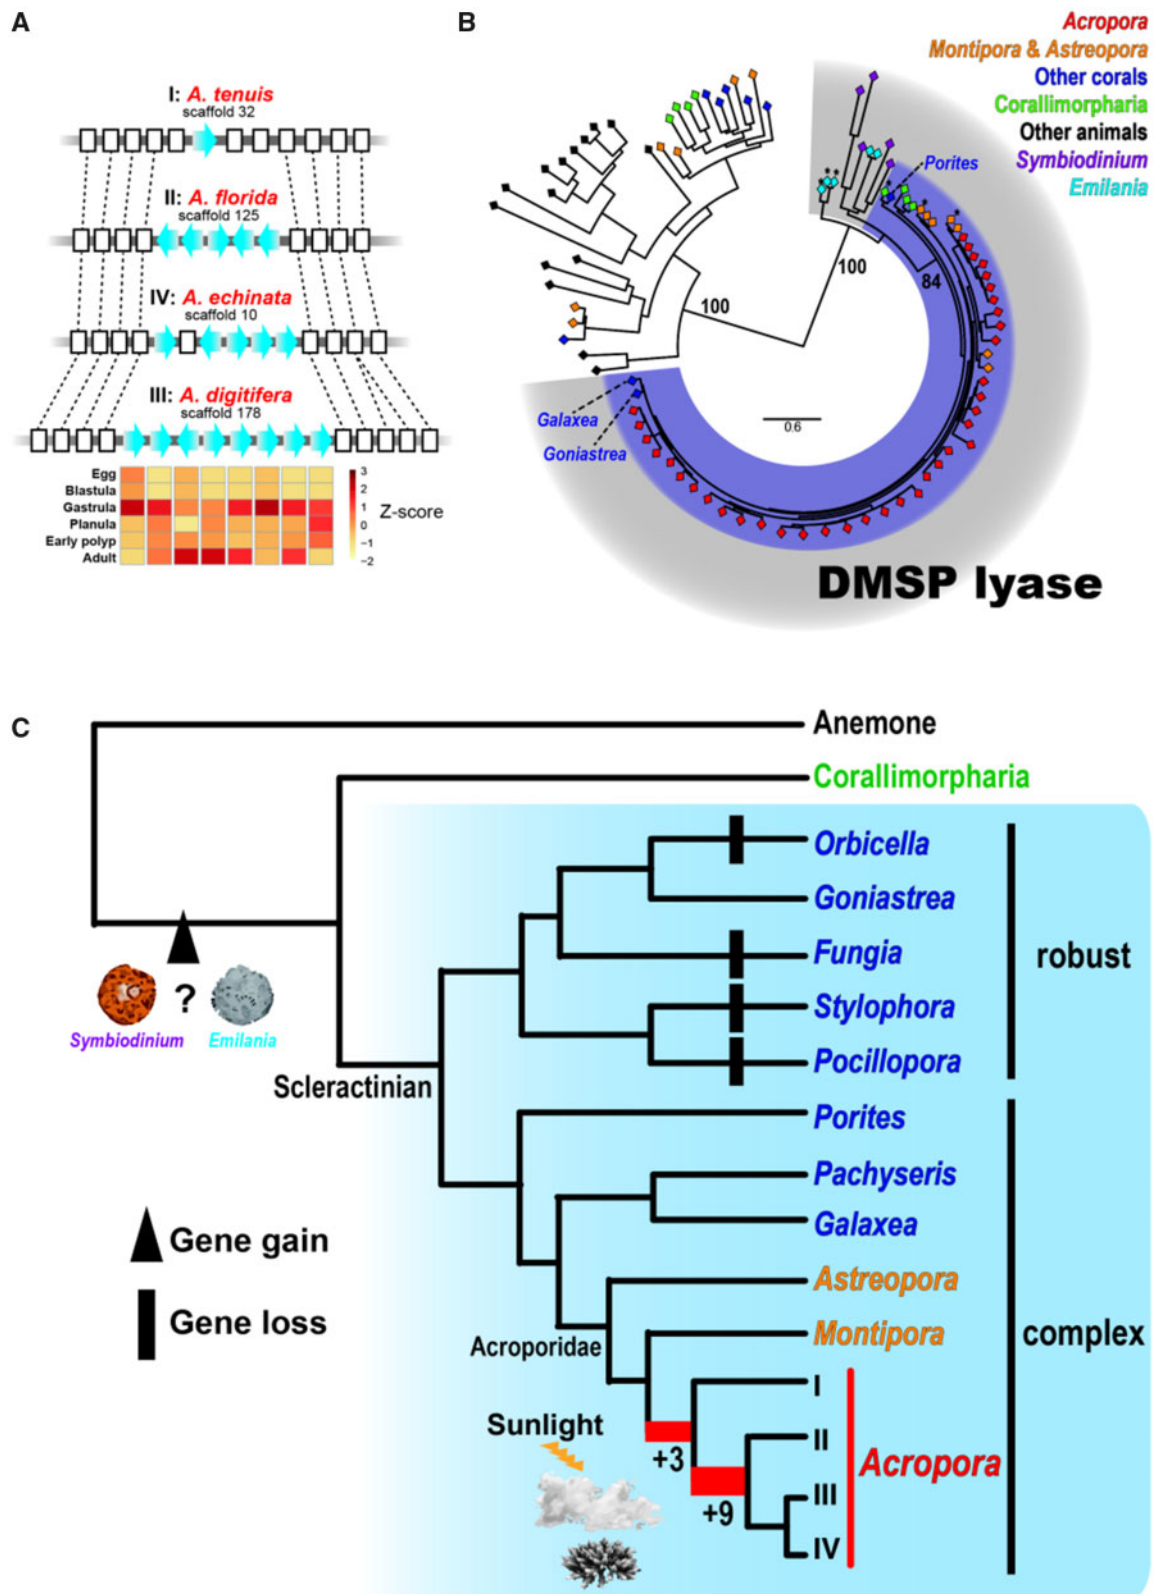 A
I: A. tenuis
scaffold 32
II: A. florida
scaffold 125
IV: A. echinata
scaffold 10
III: A. digitifera
scaffold 178
Egg
Blastula
Gastrula
Planula
Early polyp
Adult
3
2
1
0
−1
−2
Z-score
B
Acropora
Montipora & Astreopora
Other corals
Corallimorpharia
Other animals
Symbiodinium
Emilania
Porites
100
84
100
Galaxea
Goniastrea
0.6
* * *
*
*
*
DMSP lyase
C
Anemone
Corallimorpharia
Orbicella
Goniastrea
Fungia
Stylophora
Pocillopora
robust
?
Symbiodinium
Emilania
Scleractinian
Porites
Pachyseris
Galaxea
Astreopora
Montipora
complex
Gene gain
Gene loss
Acroporidae
I
II
III
IV
Acropora
Sunlight
+3
+9